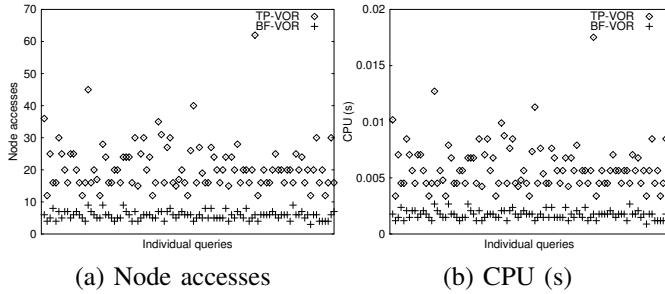 TP-VOR
BF-VOR
70
60
50
40
30
20
10
0
Node accesses
Individual queries
(a) Node accesses
TP-VOR
BF-VOR
0.02
0.015
0.01
0.005
0
CPU (s)
Individual queries
(b) CPU (s)